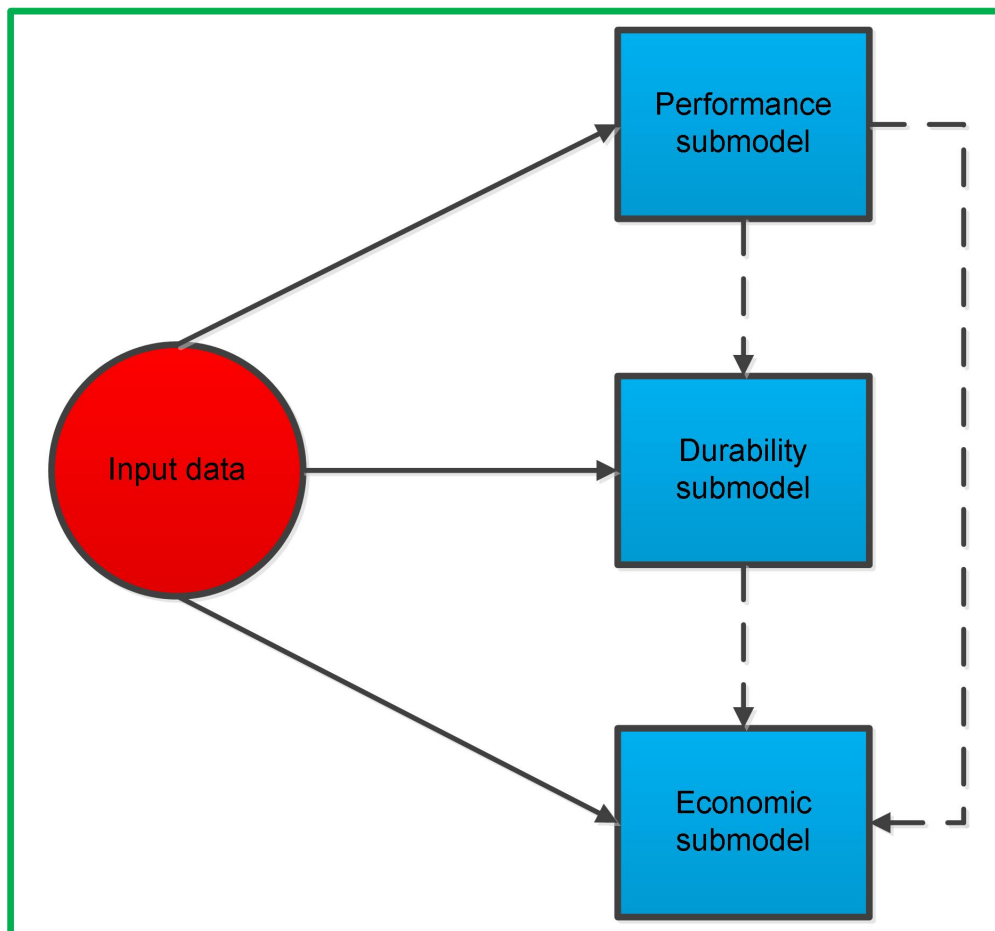 Performance
submodel
Input data
Durability
submodel
Economic
submodel